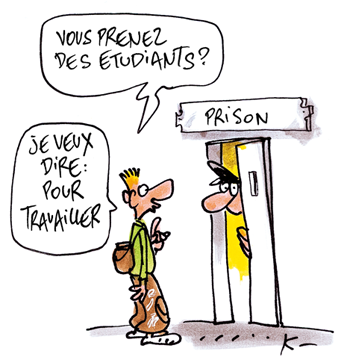 VOUS PRENEZ
DES ETUDIANTS?
PRISON
JE VEUX
DIRE:
POUR
TRAVAILLER
K-